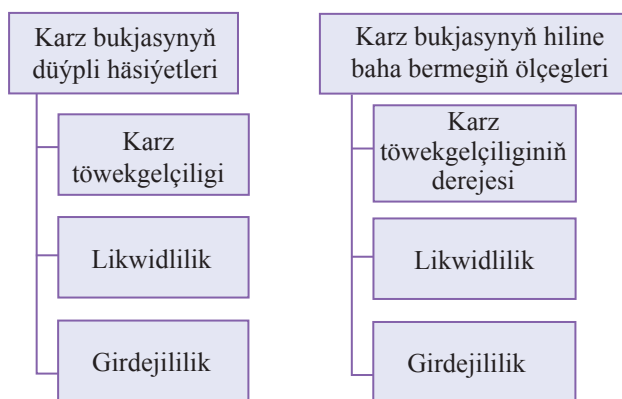 Karz bukjasynyň
düýpli häsiýetleri
Karz
töwekgelçiligi
Likwidlilik
Girdejililik
Karz bukjasynyň hiline
baha bermegiň ölçegleri
Karz
töwekgelçiliginiň
derejesi
Likwidlilik
Girdejililik